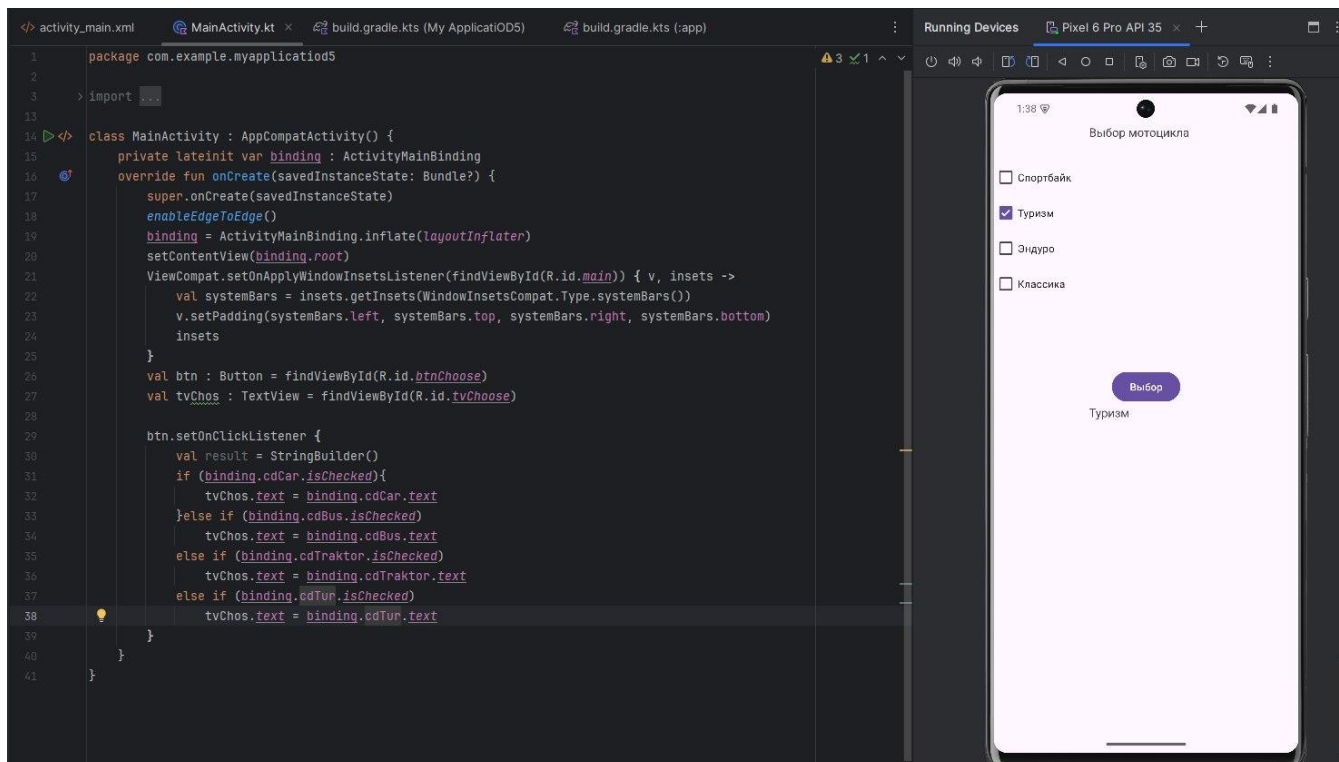 activity_main.xml MainActivity.kt build.gradle.kts (My ApplicatiOD5) build.gradle.kts (:app)
Running Devices Pixel 6 Pro API 35
3 1
1 package com.example.myapplicatiod5
2
3 import ...
13
14 class MainActivity : AppCompatActivity() {
15 private lateinit var binding : ActivityMainBinding
16 override fun onCreate(savedInstanceState: Bundle?) {
17 super.onCreate(savedInstanceState)
18 enableEdgeToEdge()
19 binding = ActivityMainBinding.inflate(layoutInflater)
20 setContentView(binding.root)
21 ViewCompat.setOnApplyWindowInsetsListener(findViewById(R.id.main)) { v, insets ->
22 val systemBars = insets.getInsets(WindowInsetsCompat.Type.systemBars())
23 v.setPadding(systemBars.left, systemBars.top, systemBars.right, systemBars.bottom)
24 insets
25 }
26 val btn : Button = findViewById(R.id.btnChoose)
27 val tvChos : TextView = findViewById(R.id.tvChoose)
28
29 btn.setOnClickListener {
30 val result = StringBuilder()
31 if (binding.cdCar.isChecked){
32 tvChos.text = binding.cdCar.text
33 }else if (binding.cdBus.isChecked)
34 tvChos.text = binding.cdBus.text
35 else if (binding.cdTraktor.isChecked)
36 tvChos.text = binding.cdTraktor.text
37 else if (binding.cdTur.isChecked)
38 tvChos.text = binding.cdTur.text
39 }
40 }
41 }
1:38
Выбор мотоцикла
Спортбайк
Туризм
Эндуро
Классика
Выбор
Туризм